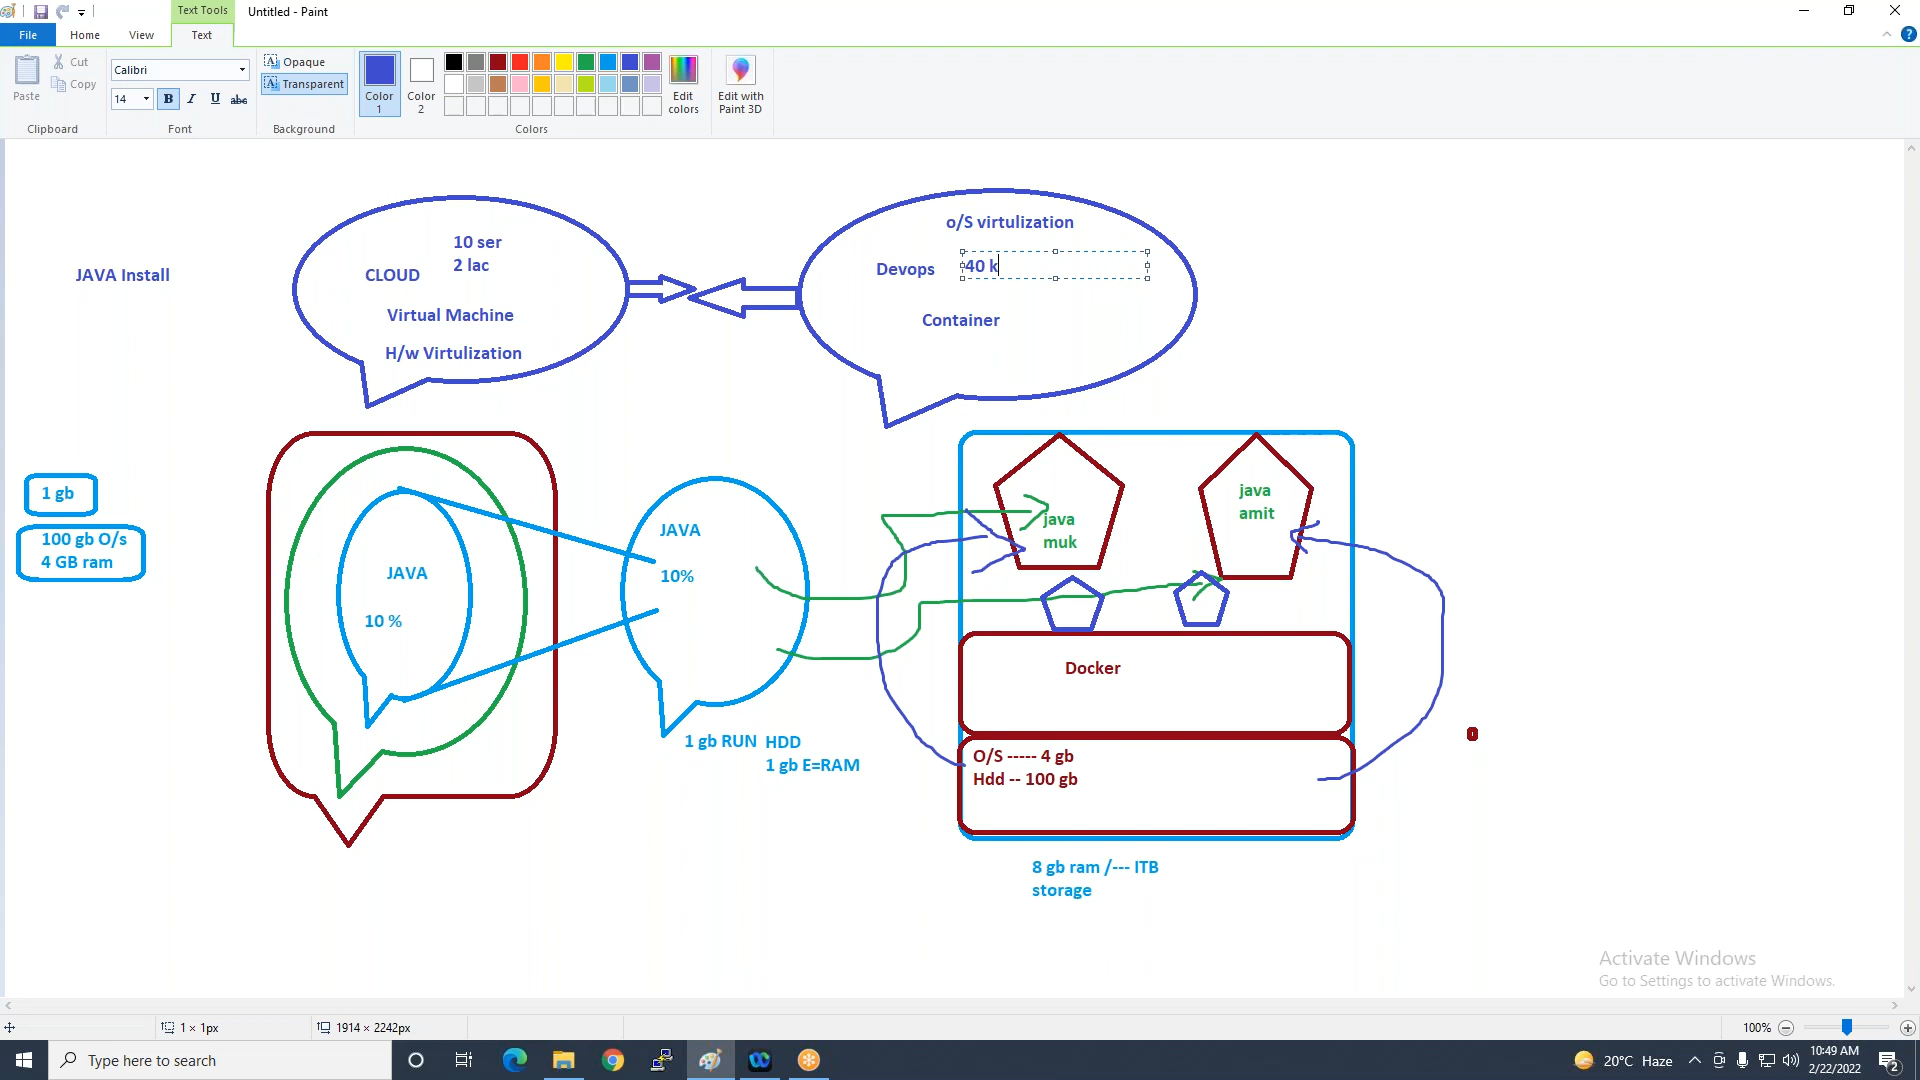 Text Tools
Untitled - Paint
File
Home
View
Text
Paste
Cut
Copy
Clipboard
Calibri
14
B
I
U
abc
Font
Opaque
Transparent
Background
Color
1
Color
2
Edit
colors
Colors
Edit with
Paint 3D
JAVA Install
10 ser
2 lac
CLOUD
Virtual Machine
H/w Virtulization
o/S virtulization
Devops
40 k
Container
1 gb
100 gb O/s
4 GB ram
JAVA
10 %
JAVA
10%
1 gb RUN
HDD
1 gb E=RAM
java
muk
java
amit
Docker
O/S ----- 4 gb
Hdd -- 100 gb
8 gb ram /--- ITB
storage
Activate Windows
Go to Settings to activate Windows.
1 × 1px
1914 × 2242px
100%
Type here to search
20°C Haze
10:49 AM
2/22/2022
2